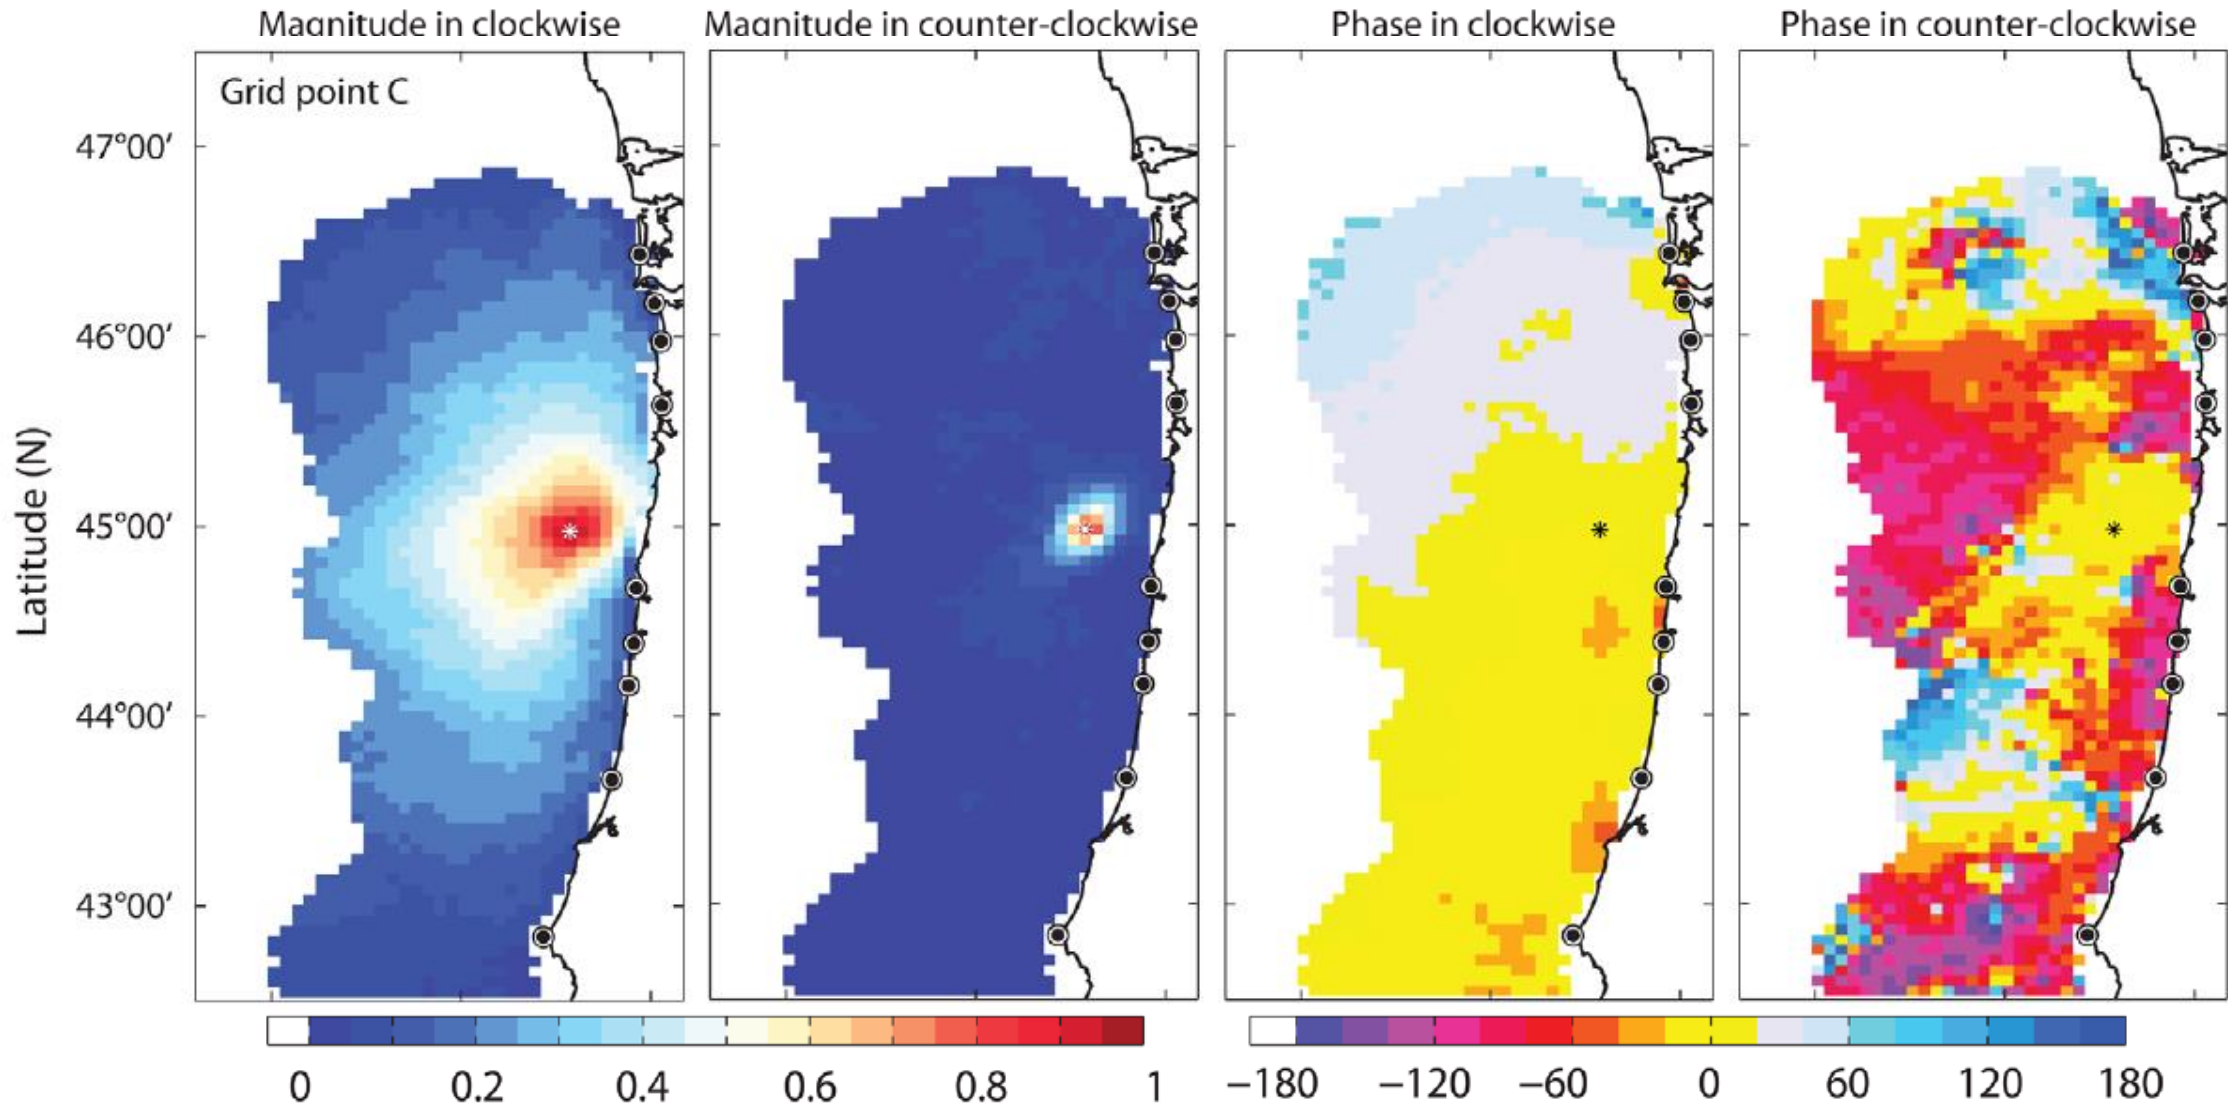 Magnitude in clockwise
Magnitude in counter-clockwise
Phase in clockwise
Phase in counter-clockwise
Grid point C
Latitude (N)
47°00′
46°00′
45°00′
44°00′
43°00′
0 0.2 0.4 0.6 0.8 1
−180 −120 −60 0 60 120 180